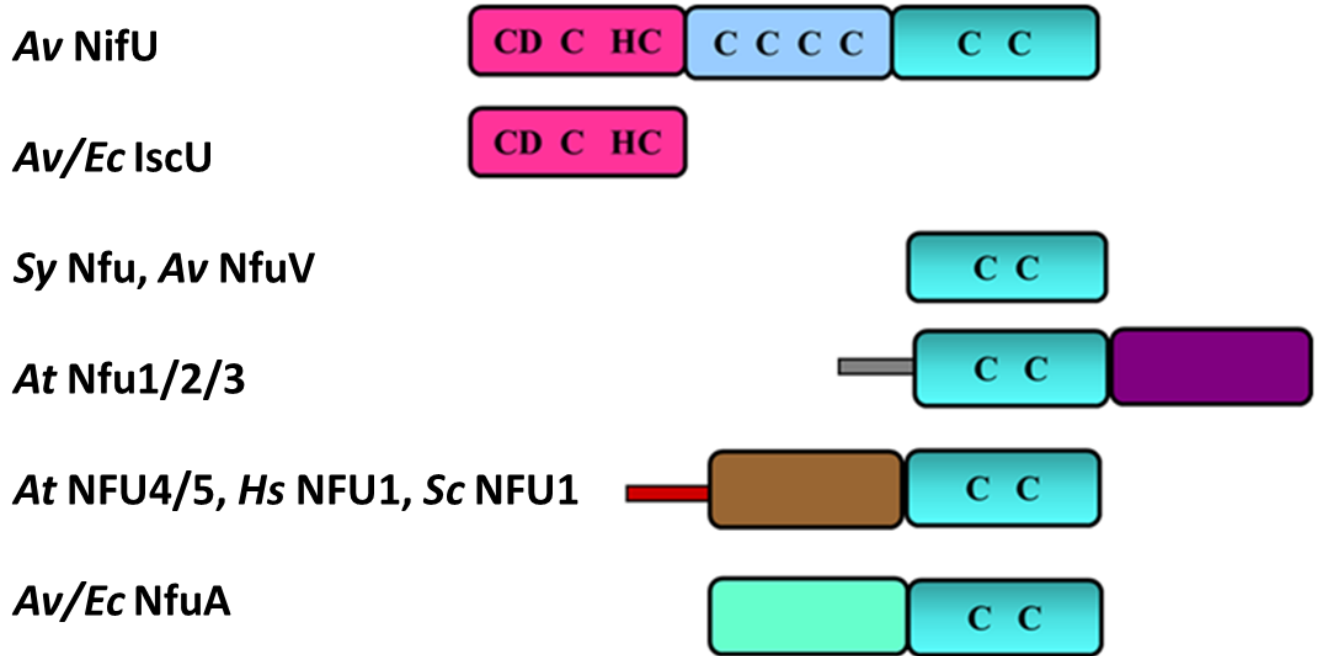 Av NifU CD C HC C C C C C C
Av/Ec IscU CD C HC
Sy Nfu, Av NfuV C C
At Nfu1/2/3 C C
At NFU4/5, Hs NFU1, Sc NFU1 C C
Av/Ec NfuA C C